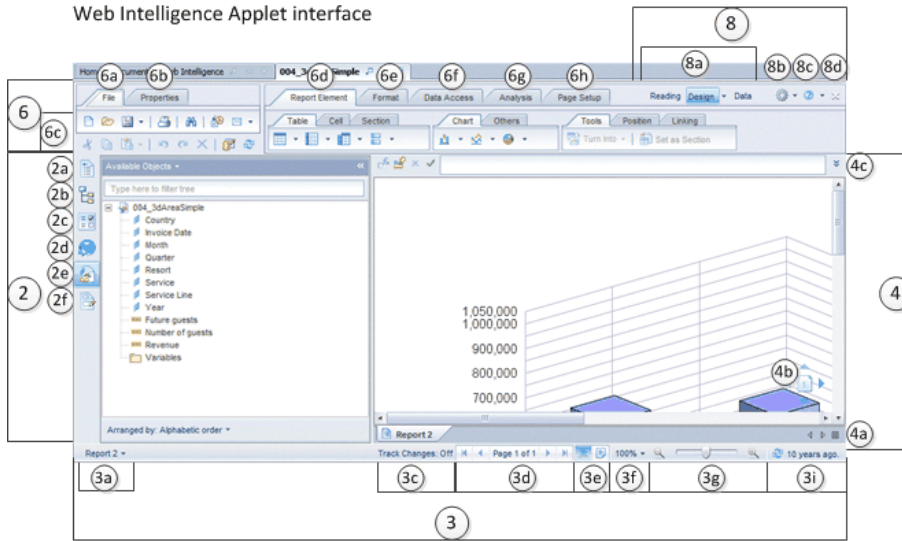 Web Intelligence Applet interface
8
8a
8b 8c 8d
6a 6b 6d 6e 6f 6g 6h
Web Intelligence
File Properties Report Element Format Data Access Analysis Page Setup Reading Design Data
6
6c
Table Cell Section Chart Others Tools Position Linking
Turn Into Set as Section
2a Available Objects 4c
2b Type here to filter tree
004_3dAreaSimple
2c Country
Invoice Date
2d Month
Quarter
2e Resort
Service
2 2f Service Line 4
Year
Future guests
Number of guests
Revenue
Variables
1,050,000
1,000,000
900,000
800,000
4b
700,000
Arranged by: Alphabetic order
Report 2 4a
Report 2 Track Changes: Off Page 1 of 1 100% 10 years ago.
3a 3c 3d 3e 3f 3g 3i
3